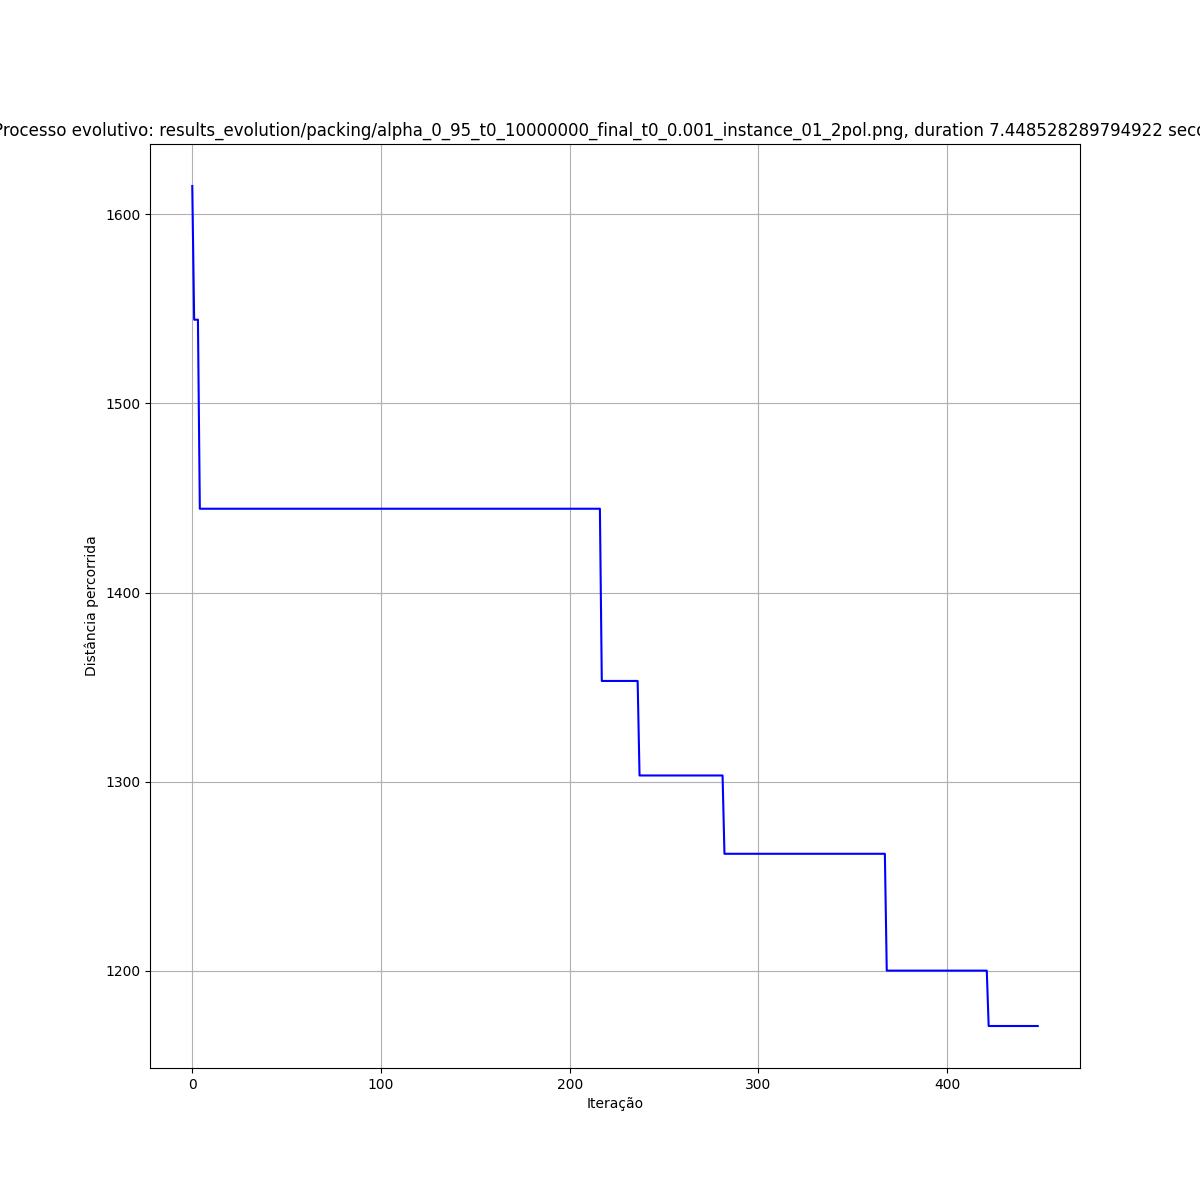 Processo evolutivo: results_evolution/packing/alpha_0_95_t0_10000000_final_t0_0.001_instance_01_2pol.png, duration 7.448528289794922
1600
1500
1400
1300
1200
Distância percorrida
0 100 200 300 400
Iteração